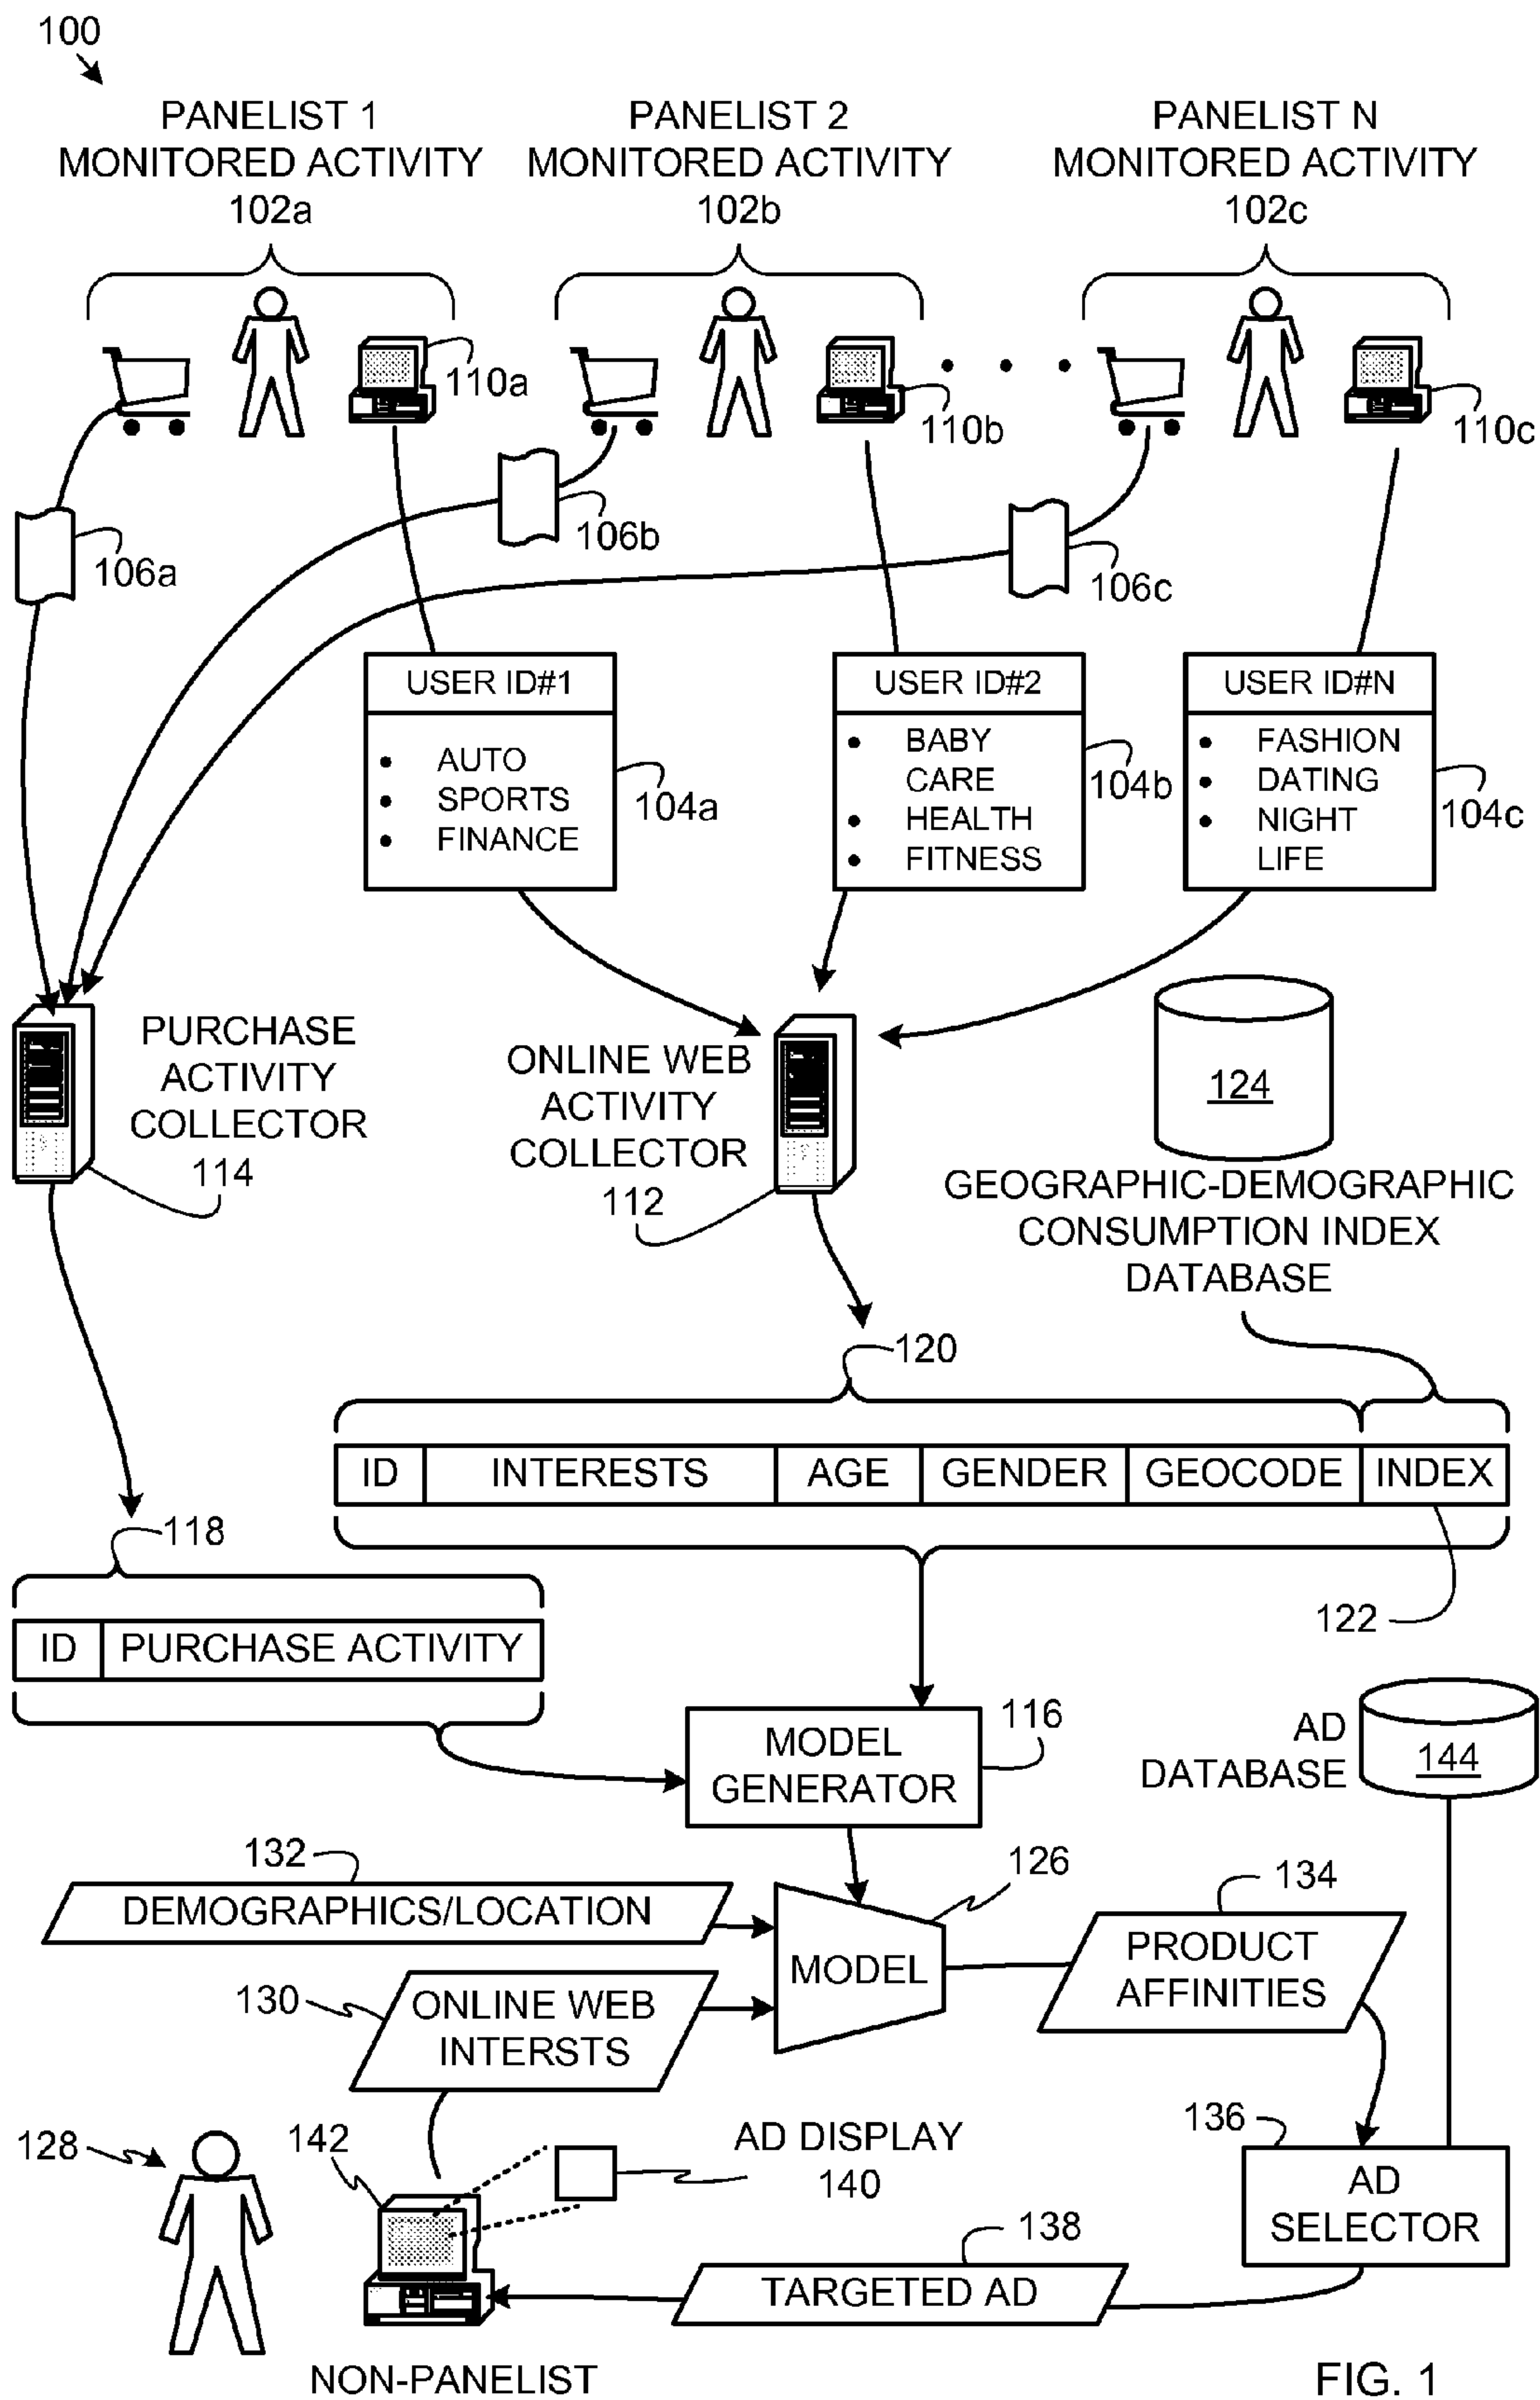 100
PANELIST 1
MONITORED ACTIVITY
102a
PANELIST 2
MONITORED ACTIVITY
102b
PANELIST N
MONITORED ACTIVITY
102c
110a
110b
110c
106a
106b
106c
USER ID#1
• AUTO
• SPORTS
• FINANCE
104a
USER ID#2
• BABY
CARE
• HEALTH
• FITNESS
104b
USER ID#N
• FASHION
• DATING
• NIGHT
LIFE
104c
PURCHASE
ACTIVITY
COLLECTOR
114
ONLINE WEB
ACTIVITY
COLLECTOR
112
124
GEOGRAPHIC-DEMOGRAPHIC
CONSUMPTION INDEX
DATABASE
120
ID INTERESTS AGE GENDER GEOCODE INDEX
118
122
ID PURCHASE ACTIVITY
MODEL
GENERATOR
116
AD
DATABASE
144
132
DEMOGRAPHICS/LOCATION
126
MODEL
134
PRODUCT
AFFINITIES
130
ONLINE WEB
INTERSTS
128
142
AD DISPLAY
140
136
AD
SELECTOR
138
TARGETED AD
NON-PANELIST
FIG. 1